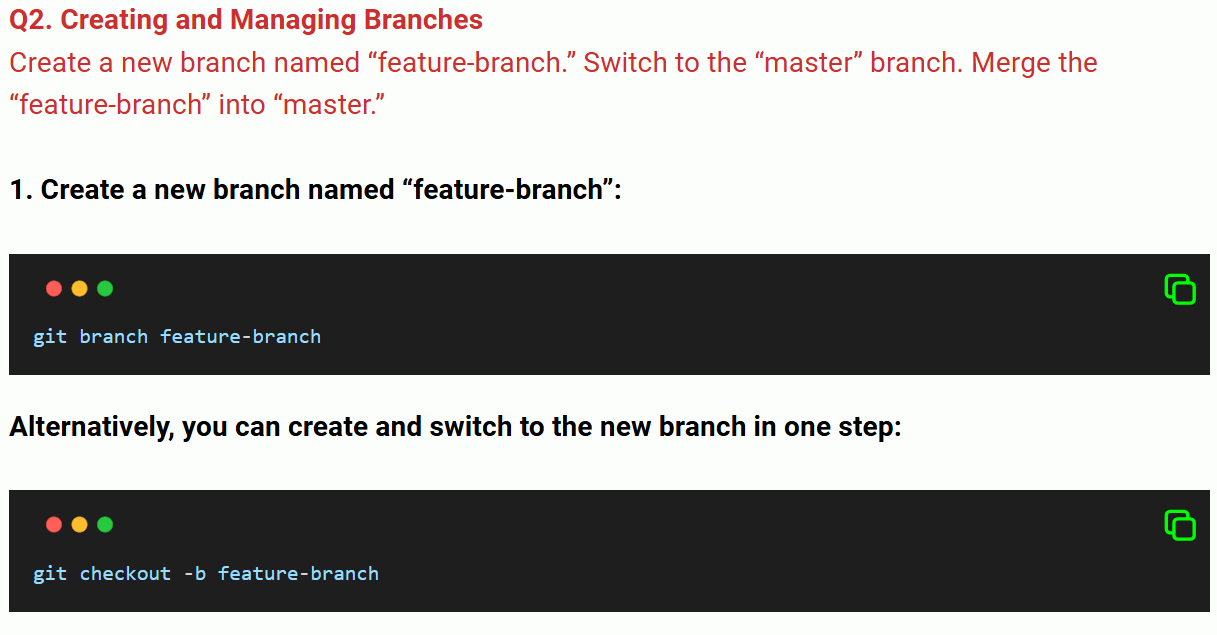 Q2. Creating and Managing Branches
Create a new branch named “feature-branch.” Switch to the “master” branch. Merge the
“feature-branch” into “master.”
1. Create a new branch named “feature-branch”:
git branch feature-branch
Alternatively, you can create and switch to the new branch in one step:
git checkout -b feature-branch